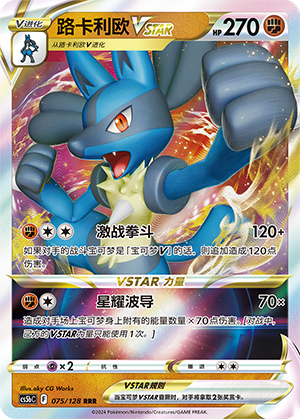 V进化
路卡利欧VSTAR
HP 270
从路卡利欧V进化
激战拳斗 120+
如果对手的战斗宝可梦是「宝可梦V」的话，则追加造成120点
伤害。
VSTAR 力量
星耀波导 70×
造成对手场上宝可梦身上附有的能量数量×70点伤害。[对战中，
己方的VSTAR力量只能使用1次。]
弱点 ×2 抵抗力 撤退
Illus. aky CG Works
VSTAR规则
当宝可梦VSTAR昏厥时，对手将拿取2张奖赏卡。
CS5bC F 075/128 RRR
©2024 Pokémon/Nintendo/Creatures/GAME FREAK.